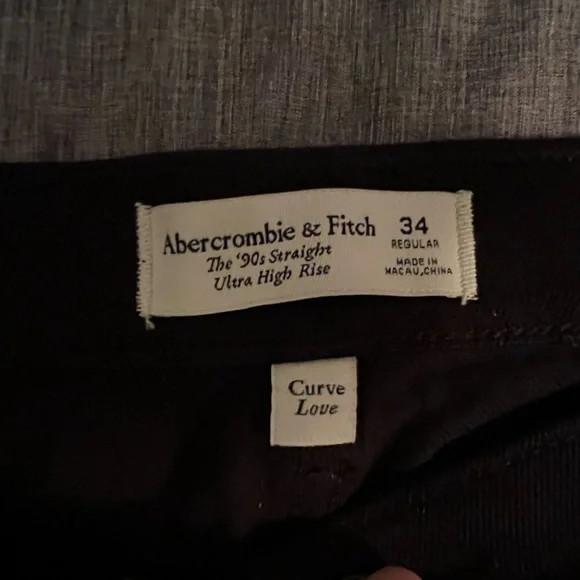 Abercrombie & Fitch
The '90s Straight
Ultra High Rise
34
REGULAR
MADE IN
MACAU,CHINA
Curve
Love